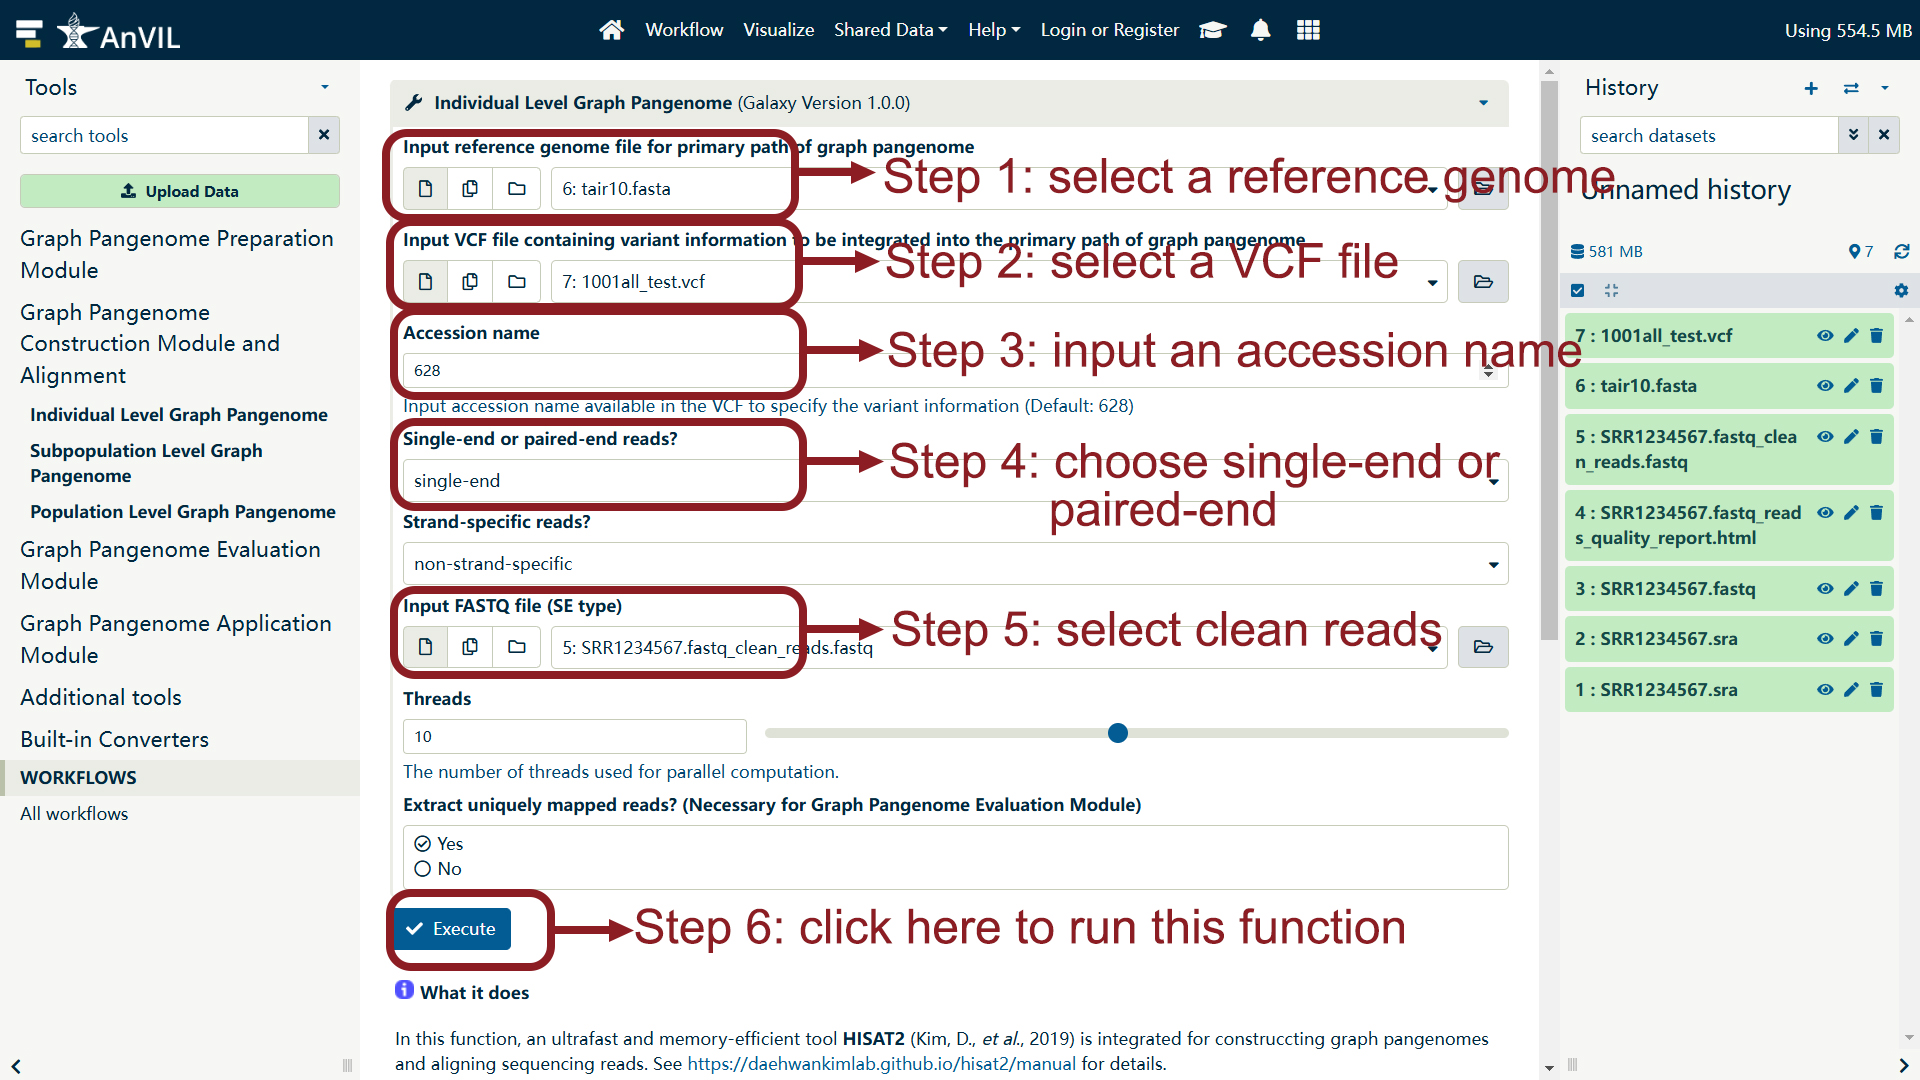 AnVIL
Workflow Visualize Shared Data Help Login or Register
Using 554.5 MB
Tools
search tools
Upload Data
Graph Pangenome Preparation
Module
Graph Pangenome
Construction Module and
Alignment
Individual Level Graph Pangenome
Subpopulation Level Graph
Pangenome
Population Level Graph Pangenome
Graph Pangenome Evaluation
Module
Graph Pangenome Application
Module
Additional tools
Built-in Converters
WORKFLOWS
All workflows
Individual Level Graph Pangenome (Galaxy Version 1.0.0)
Input reference genome file for primary path of graph pangenome
6: tair10.fasta
Step 1: select a reference genome
Input VCF file containing variant information to be integrated into the primary path of graph pangenome
7: 1001all_test.vcf
Step 2: select a VCF file
Accession name
628
Step 3: input an accession name
Input accession name available in the VCF to specify the variant information (Default: 628)
Single-end or paired-end reads?
single-end
Step 4: choose single-end or
paired-end
Strand-specific reads?
non-strand-specific
Input FASTQ file (SE type)
5: SRR1234567.fastq_clean_reads.fastq
Step 5: select clean reads
Threads
10
The number of threads used for parallel computation.
Extract uniquely mapped reads? (Necessary for Graph Pangenome Evaluation Module)
Yes
No
Execute
Step 6: click here to run this function
What it does
In this function, an ultrafast and memory-efficient tool HISAT2 (Kim, D., et al., 2019) is integrated for construccting graph pangenomes
and aligning sequencing reads. See https://daehwankimlab.github.io/hisat2/manual for details.
History
search datasets
Unnamed history
581 MB
7
7 : 1001all_test.vcf
6 : tair10.fasta
5 : SRR1234567.fastq_clea
n_reads.fastq
4 : SRR1234567.fastq_read
s_quality_report.html
3 : SRR1234567.fastq
2 : SRR1234567.sra
1 : SRR1234567.sra